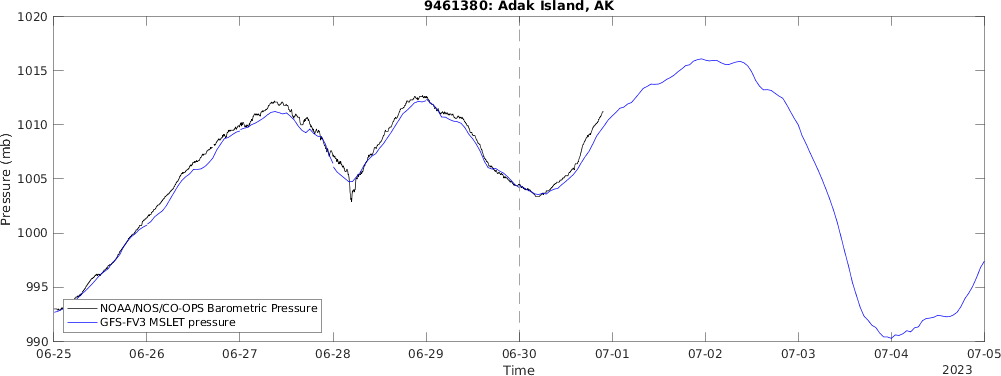 9461380: Adak Island, AK
Pressure (mb)
1020
1015
1010
1005
1000
995
990
NOAA/NOS/CO-OPS Barometric Pressure
GFS-FV3 MSLET pressure
06-25 06-26 06-27 06-28 06-29 06-30 07-01 07-02 07-03 07-04 07-05
Time
2023